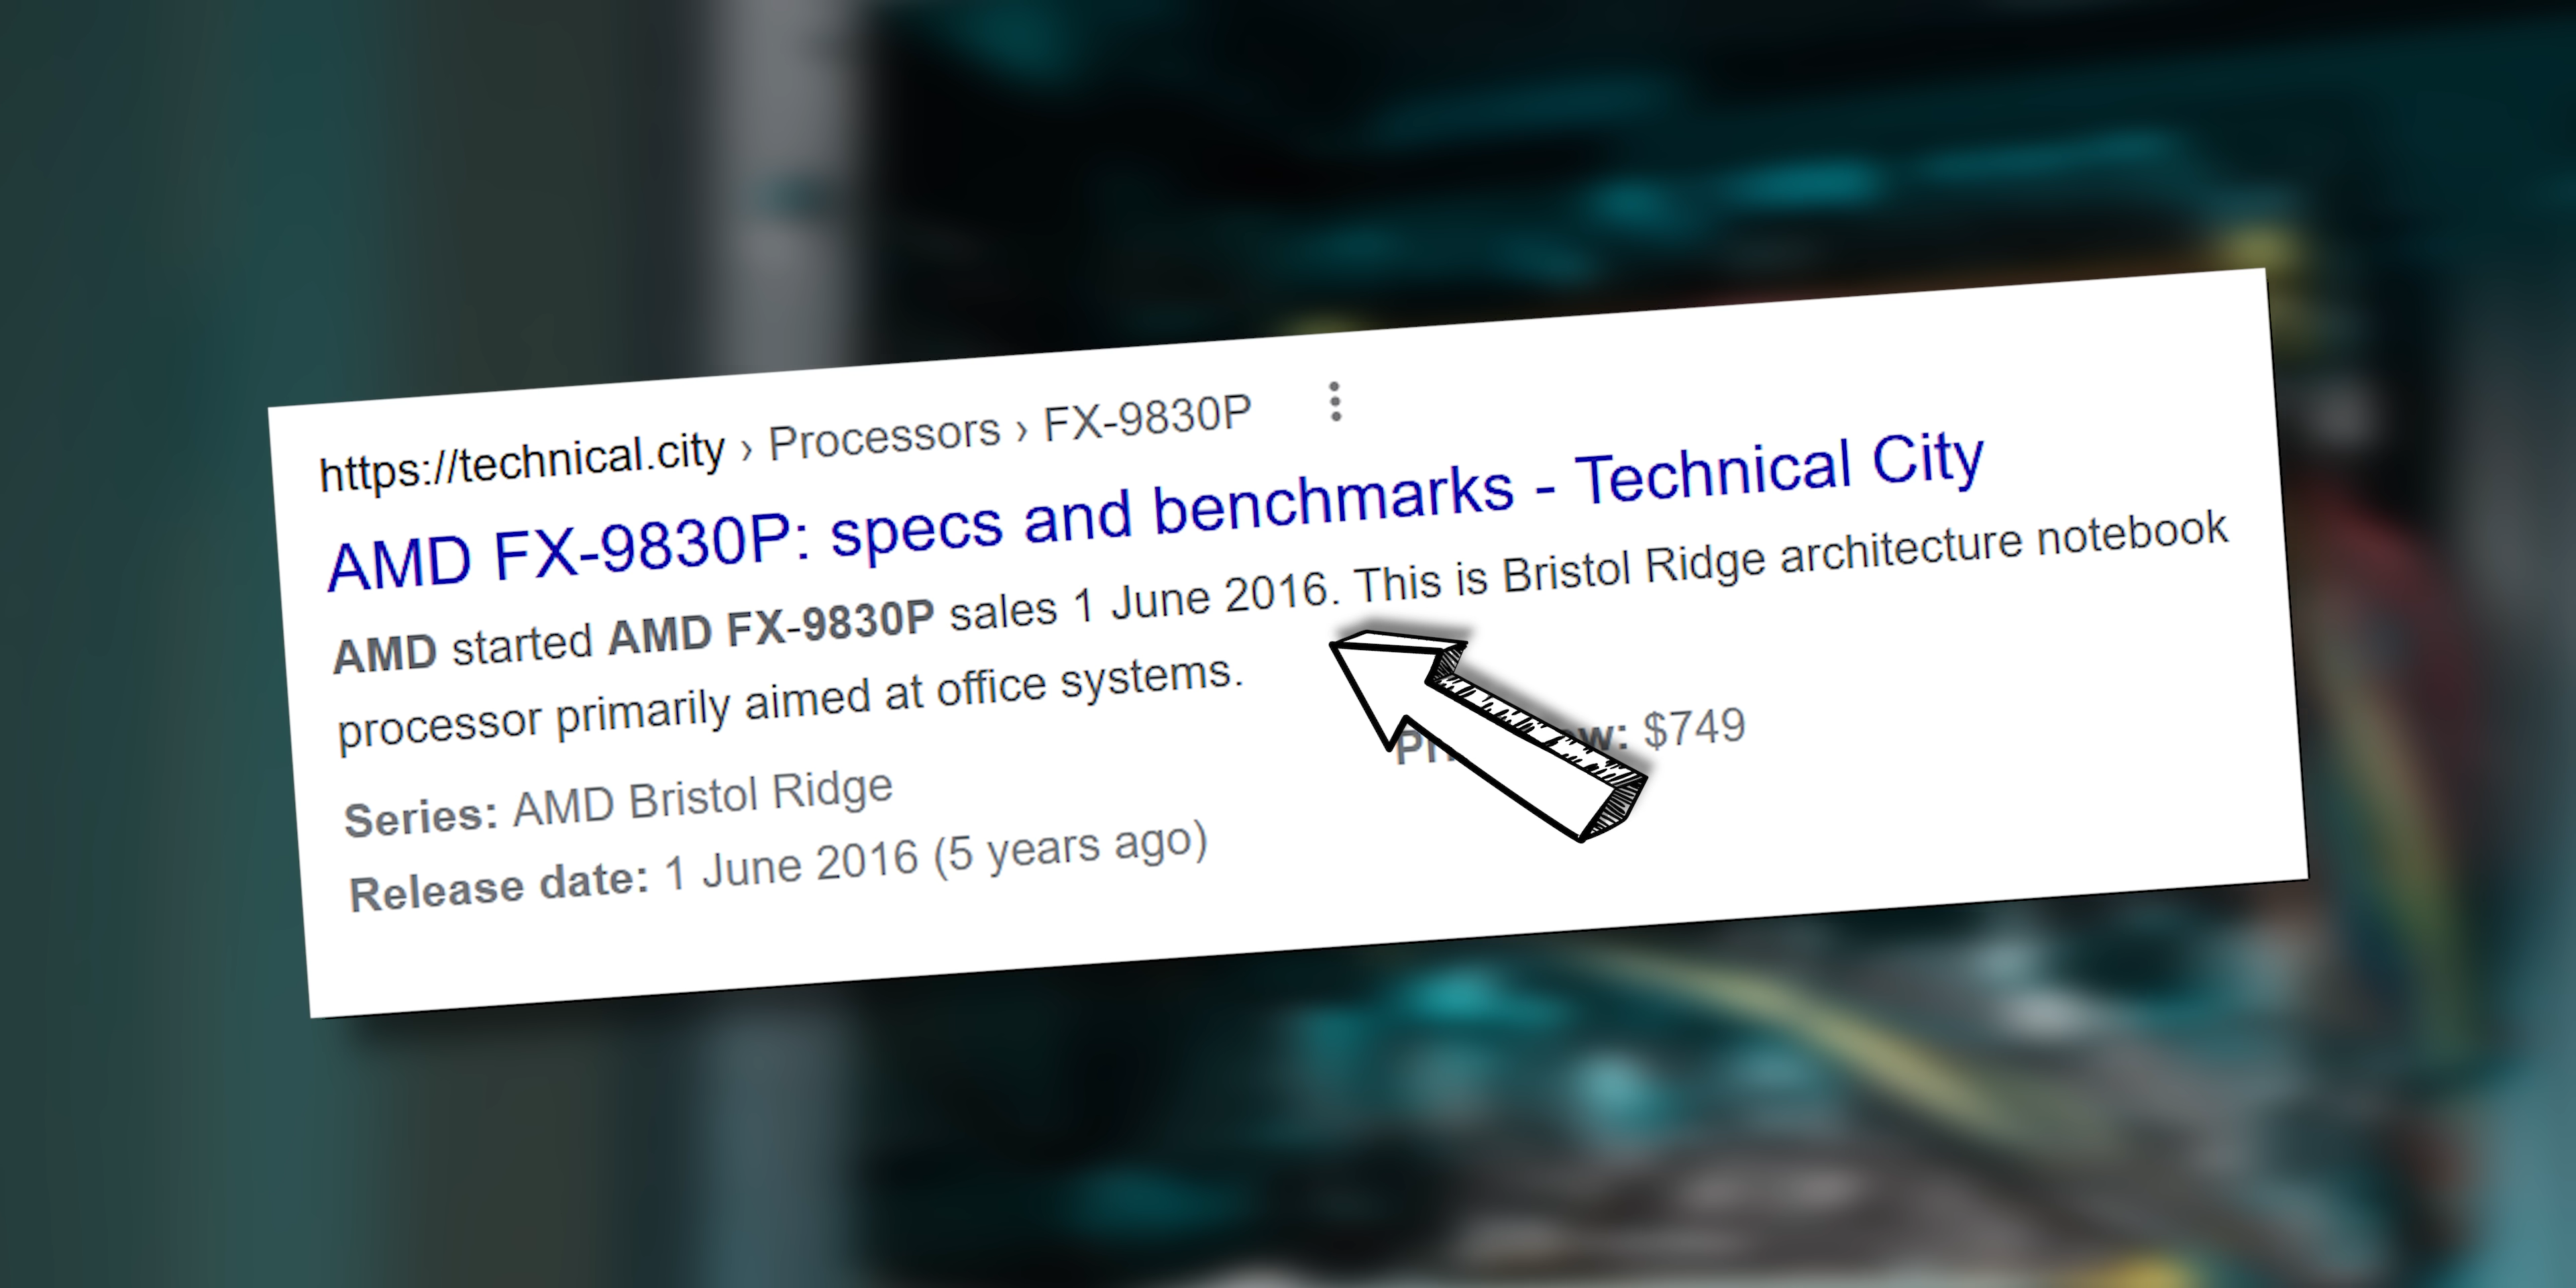 https://technical.city › Processors › FX-9830P
AMD FX-9830P: specs and benchmarks - Technical City
AMD started AMD FX-9830P sales 1 June 2016. This is Bristol Ridge architecture notebook
processor primarily aimed at office systems.
$749
Series: AMD Bristol Ridge
Release date: 1 June 2016 (5 years ago)